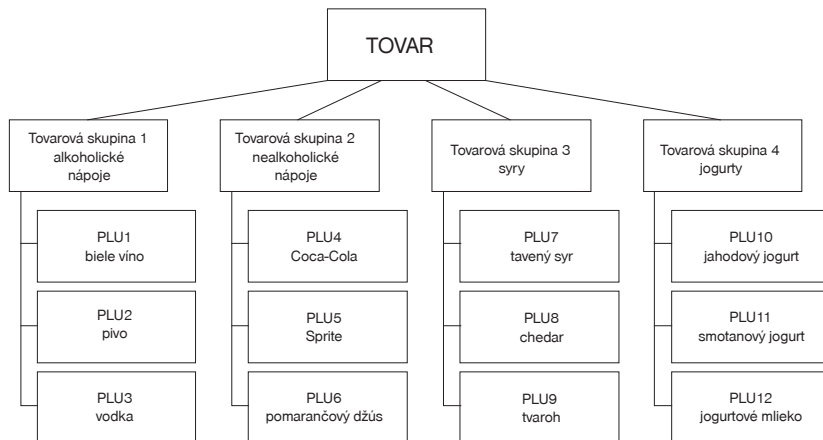 TOVAR
Tovarová skupina 1
alkoholické
nápoje
PLU1
biele víno
PLU2
pivo
PLU3
vodka
Tovarová skupina 2
nealkoholické
nápoje
PLU4
Coca-Cola
PLU5
Sprite
PLU6
pomarančový džús
Tovarová skupina 3
syry
PLU7
tavený syr
PLU8
chedar
PLU9
tvaroh
Tovarová skupina 4
jogurty
PLU10
jahodový jogurt
PLU11
smotanový jogurt
PLU12
jogurtové mlieko